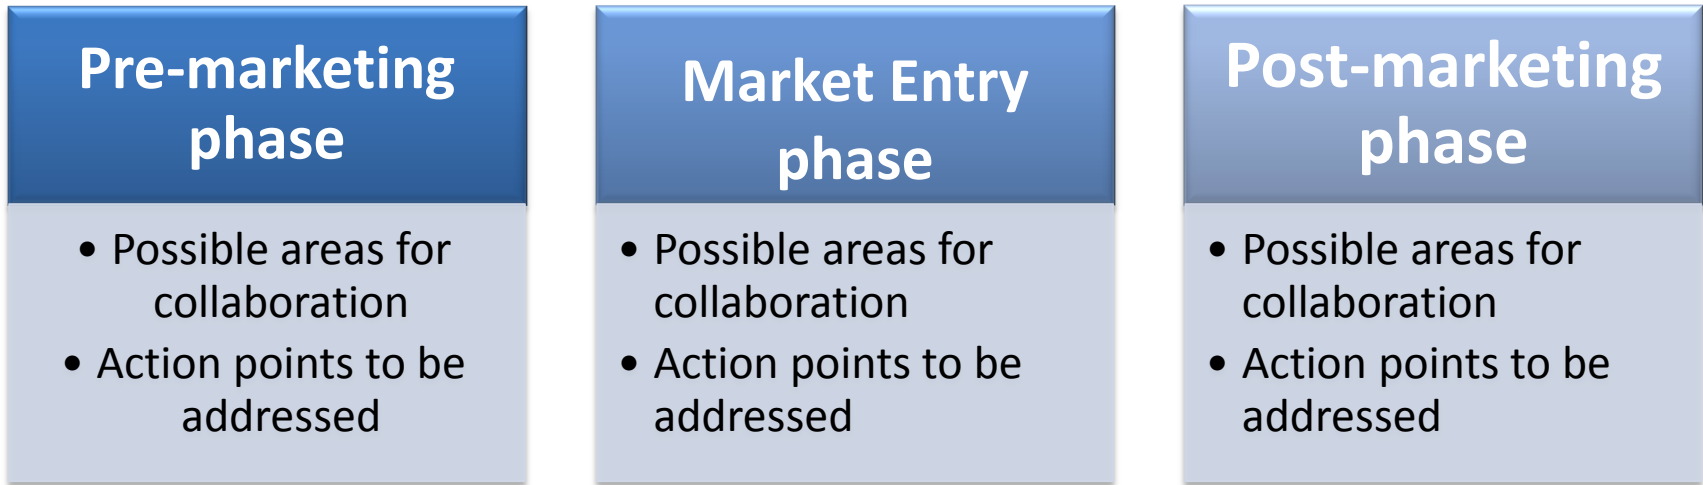 Pre-marketing
phase
• Possible areas for
collaboration
• Action points to be
addressed
Market Entry
phase
• Possible areas for
collaboration
• Action points to be
addressed
Post-marketing
phase
• Possible areas for
collaboration
• Action points to be
addressed